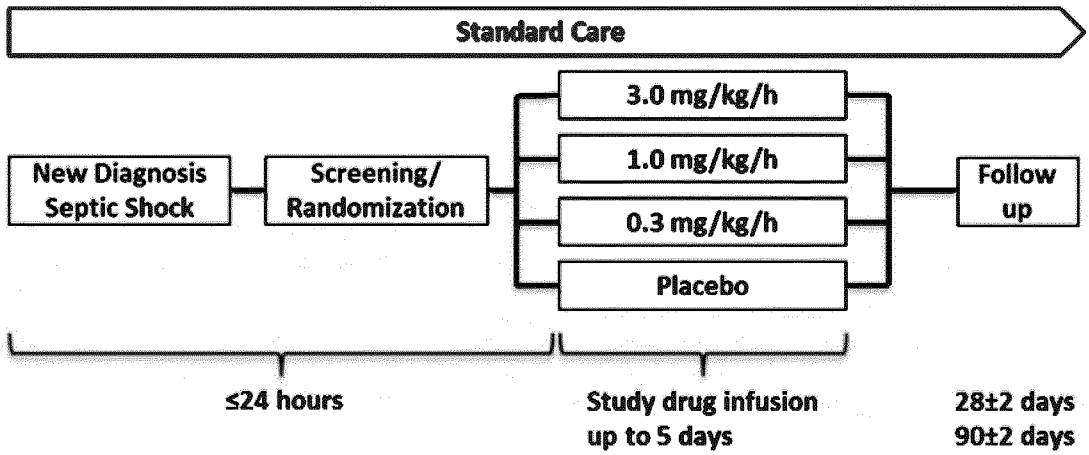 Standard Care
New Diagnosis
Septic Shock
Screening/
Randomization
3.0 mg/kg/h
1.0 mg/kg/h
0.3 mg/kg/h
Placebo
Follow
up
≤24 hours
Study drug infusion
up to 5 days
28±2 days
90±2 days